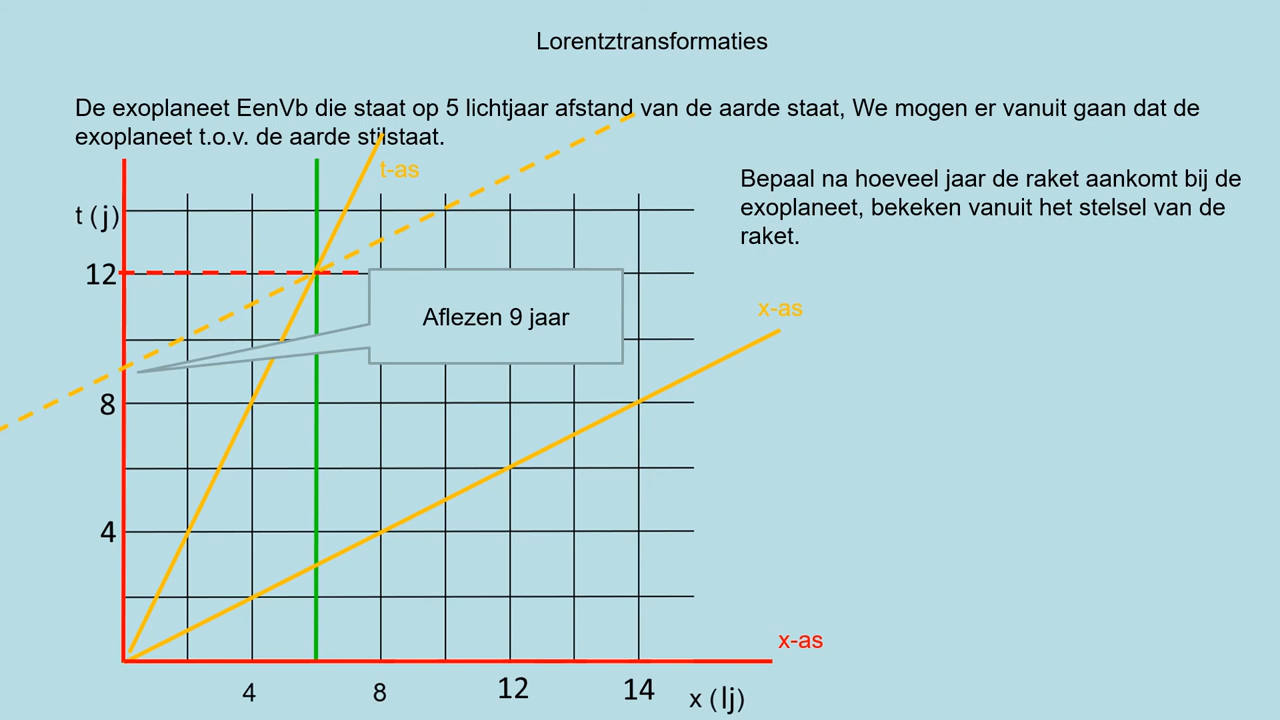 Lorentztransformaties
De exoplaneet EenVb die staat op 5 lichtjaar afstand van de aarde staat, We mogen er vanuit gaan dat de
exoplaneet t.o.v. de aarde stilstaat.
t-as
Bepaal na hoeveel jaar de raket aankomt bij de
exoplaneet, bekeken vanuit het stelsel van de
raket.
t (j)
12
Aflezen 9 jaar
x-as
8
4
x-as
4 8 12 14 x (lj)